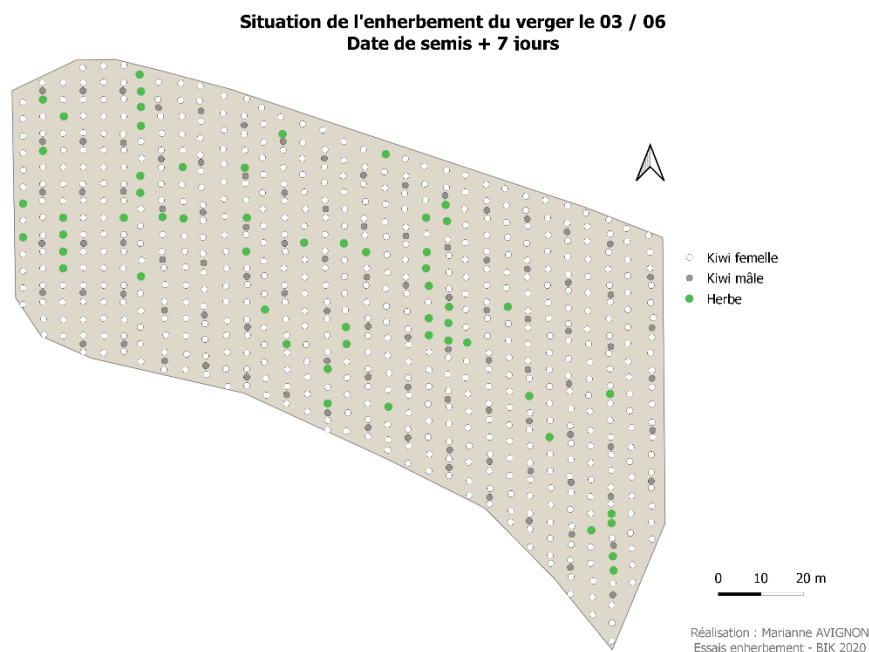 Situation de l'enherbement du verger le 03 / 06
Date de semis + 7 jours
Kiwi femelle
Kiwi mâle
Herbe
0 10 20 m
Réalisation : Marianne AVIGNON
Essais enherbement - BIK 2020